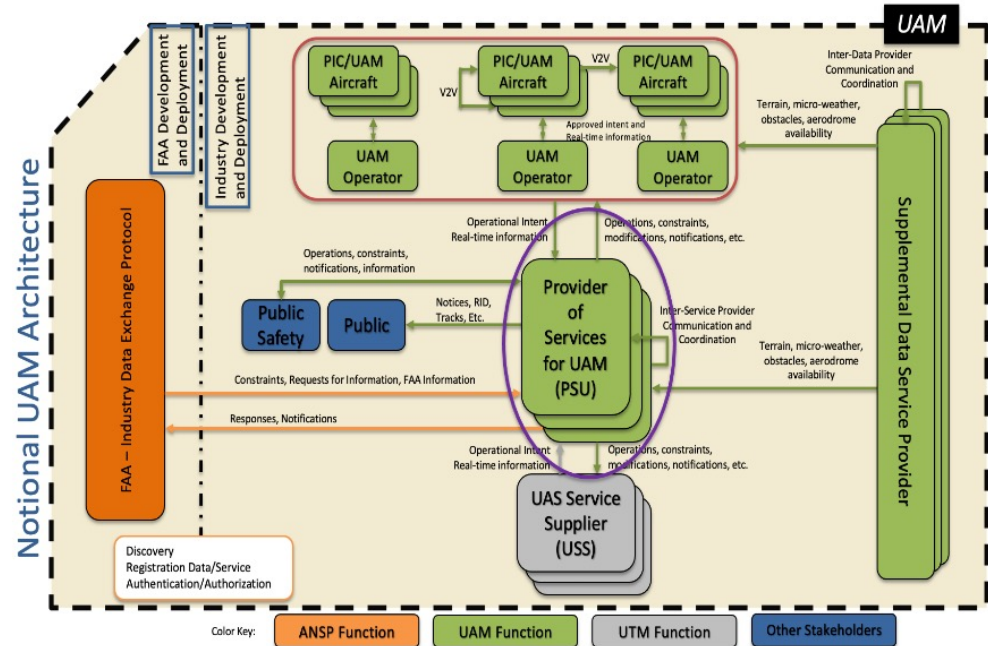 UAM
Notional UAM Architecture
FAA Development
and Deployment
Industry Development
and Deployment
PIC/UAM
Aircraft
V2V
PIC/UAM
Aircraft
V2V
PIC/UAM
Aircraft
Approved intent and
Real-time information
UAM
Operator
UAM
Operator
UAM
Operator
Inter-Data Provider
Communication and
Coordination
Terrain, micro-weather,
obstacles, aerodrome
availability
Supplemental Data Service Provider
FAA – Industry Data Exchange Protocol
Operational Intent
Real-time information
Operations, constraints,
modifications, notifications, etc.
Operations, constraints,
notifications, information
Public
Safety
Public
Notices, RID,
Tracks, Etc.
Provider
of
Services
for UAM
(PSU)
Inter-Service Provider
Communication and
Coordination
Terrain, micro-weather,
obstacles, aerodrome
availability
Constraints, Requests for Information, FAA Information
Responses, Notifications
Operational Intent
Real-time information
Operations, constraints,
modifications, notifications, etc.
UAS Service
Supplier
(USS)
Discovery
Registration Data/Service
Authentication/Authorization
Color Key:
ANSP Function
UAM Function
UTM Function
Other Stakeholders